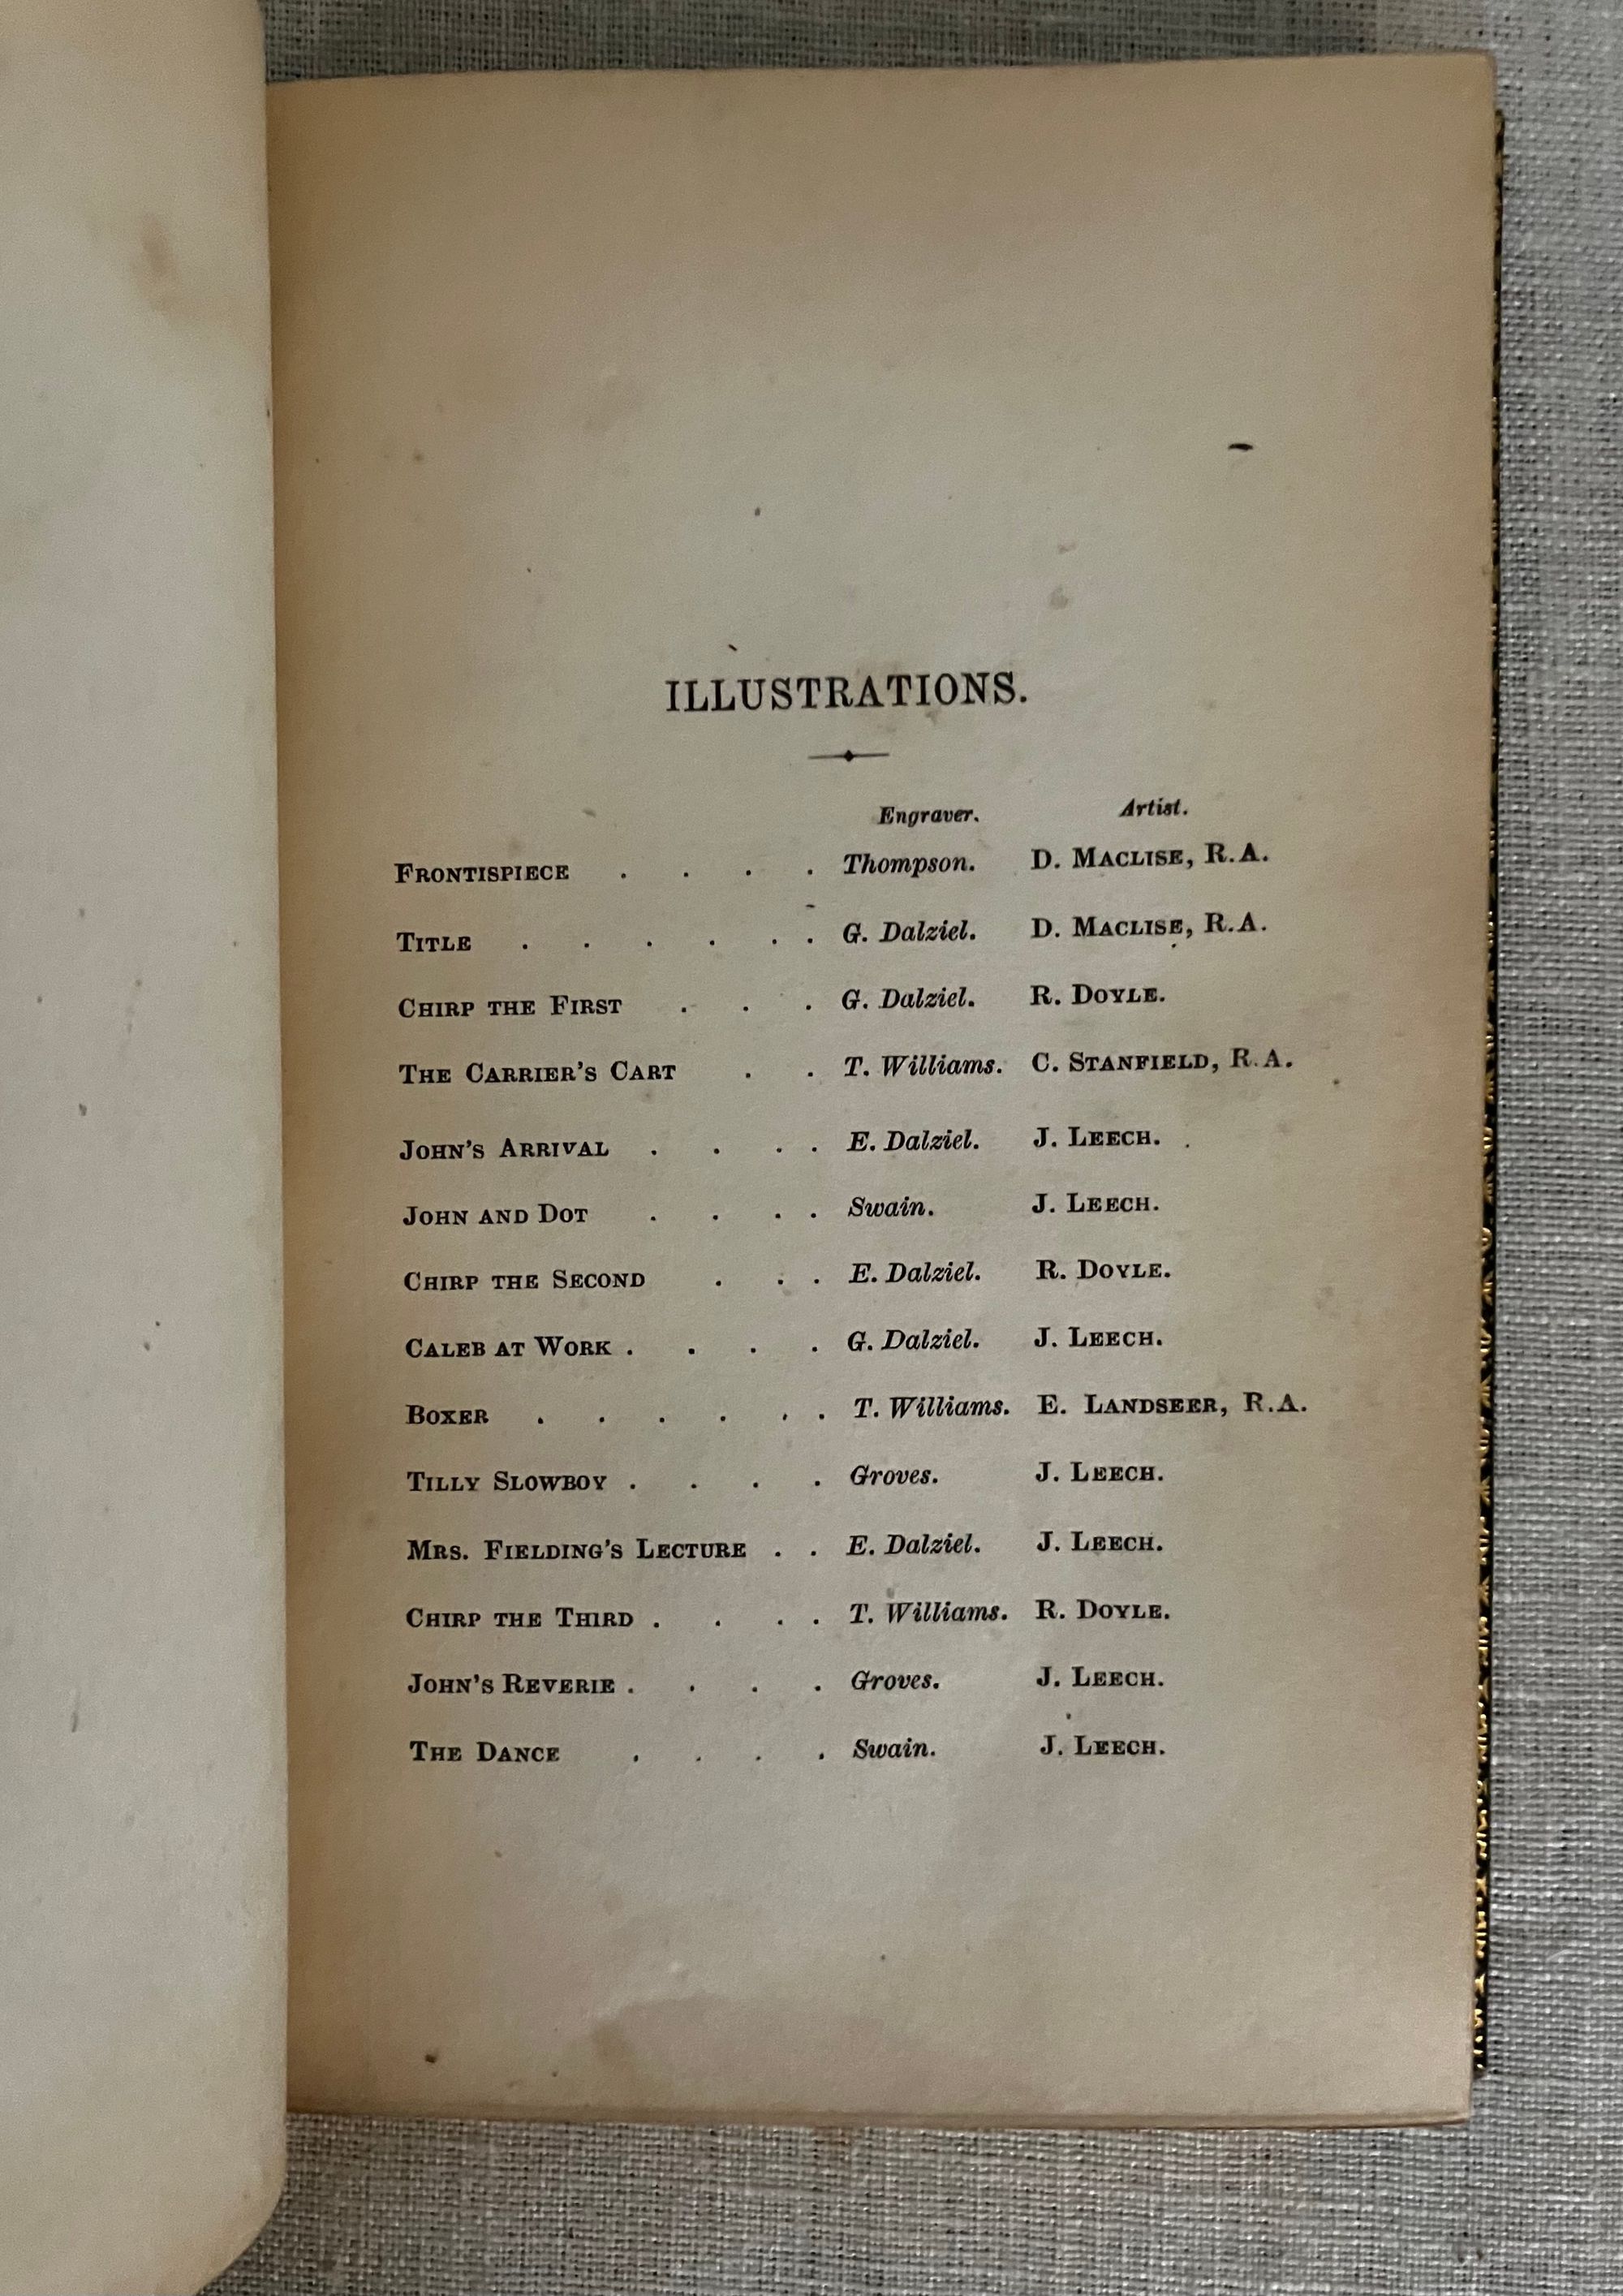 ILLUSTRATIONS.
Engraver. Artist.
FRONTISPIECE . . . . Thompson. D. MACLISE, R.A.
TITLE . . . . . . G. Dalziel. D. MACLISE, R.A.
CHIRP THE FIRST . . . G. Dalziel. R. DOYLE.
THE CARRIER'S CART . . T. Williams. C. STANFIELD, R.A.
JOHN'S ARRIVAL . . . . E. Dalziel. J. LEECH.
JOHN AND DOT . . . . Swain. J. LEECH.
CHIRP THE SECOND . . . E. Dalziel. R. DOYLE.
CALEB AT WORK . . . . G. Dalziel. J. LEECH.
BOXER . . . . . . T. Williams. E. LANDSEER, R.A.
TILLY SLOWBOY . . . . Groves. J. LEECH.
MRS. FIELDING'S LECTURE . . E. Dalziel. J. LEECH.
CHIRP THE THIRD . . . . T. Williams. R. DOYLE.
JOHN'S REVERIE . . . . Groves. J. LEECH.
THE DANCE . . . . Swain. J. LEECH.